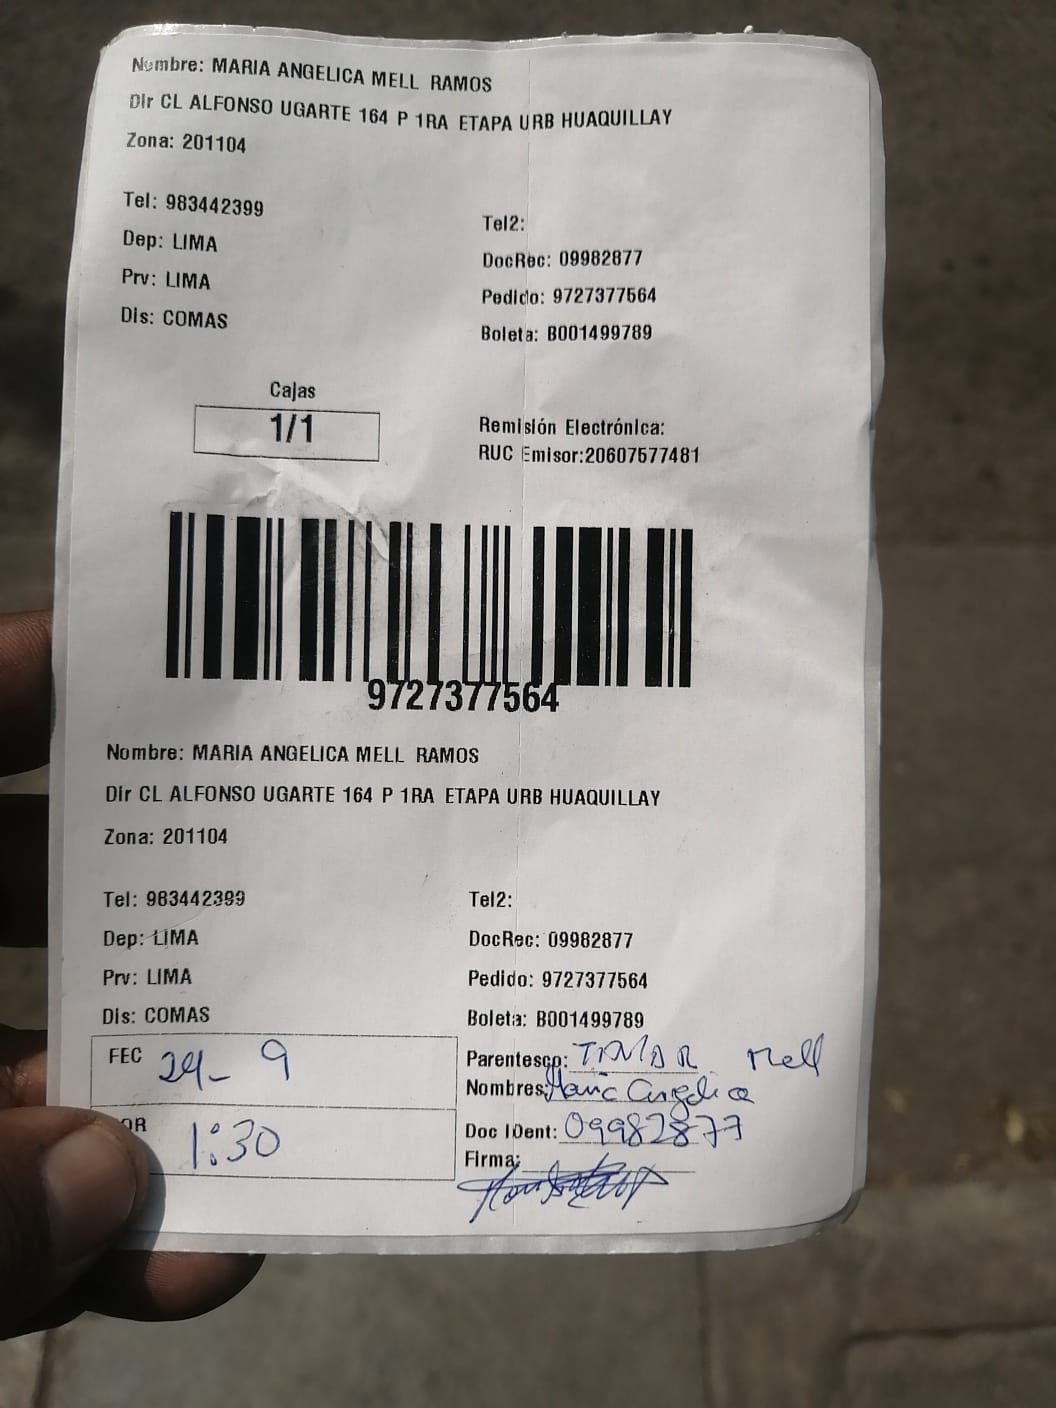 Nombre: MARIA ANGELICA MELL RAMOS
Dir CL ALFONSO UGARTE 164 P 1RA ETAPA URB HUAQUILLAY
Zona: 201104
Tel: 983442399
Tel2:
Dep: LIMA
DocRec: 09982877
Prv: LIMA
Pedido: 9727377564
Dis: COMAS
Boleta: B001499789
Cajas
1/1
Remisión Electrónica:
RUC Emisor:20607577481
9727377564
Nombre: MARIA ANGELICA MELL RAMOS
Dir CL ALFONSO UGARTE 164 P 1RA ETAPA URB HUAQUILLAY
Zona: 201104
Tel: 983442399
Tel2:
Dep: LIMA
DocRec: 09982877
Prv: LIMA
Pedido: 9727377564
Dis: COMAS
Boleta: B001499789
FEC 24- 9
Parentesco: Mell
Nombres: Maria Angelica
OR 1:30
Doc IDent: 09982877
Firma: